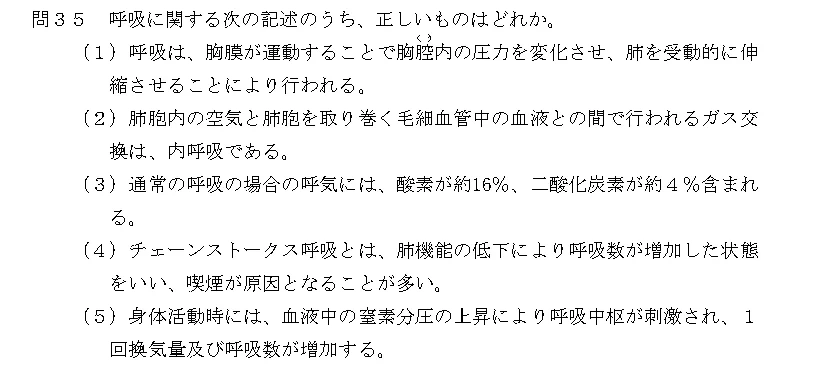 問35　呼吸に関する次の記述のうち、正しいものはどれか。
(1) 呼吸は、胸膜が運動することで胸腔くう内の圧力を変化させ、肺を受動的に伸
縮させることにより行われる。
(2) 肺胞内の空気と肺胞を取り巻く毛細血管中の血液との間で行われるガス交
換は、内呼吸である。
(3) 通常の呼吸の場合の呼気には、酸素が約16%、二酸化炭素が約4%含まれ
る。
(4) チェーンストークス呼吸とは、肺機能の低下により呼吸数が増加した状態
をいい、喫煙が原因となることが多い。
(5) 身体活動時には、血液中の窒素分圧の上昇により呼吸中枢が刺激され、1
回換気量及び呼吸数が増加する。